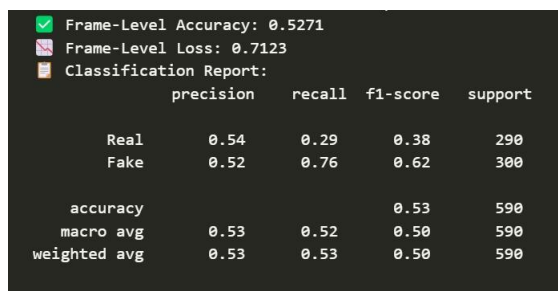 ✅ Frame-Level Accuracy: 0.5271
📉 Frame-Level Loss: 0.7123
📋 Classification Report:
precision recall f1-score support
Real 0.54 0.29 0.38 290
Fake 0.52 0.76 0.62 300
accuracy 0.53 590
macro avg 0.53 0.52 0.50 590
weighted avg 0.53 0.53 0.50 590